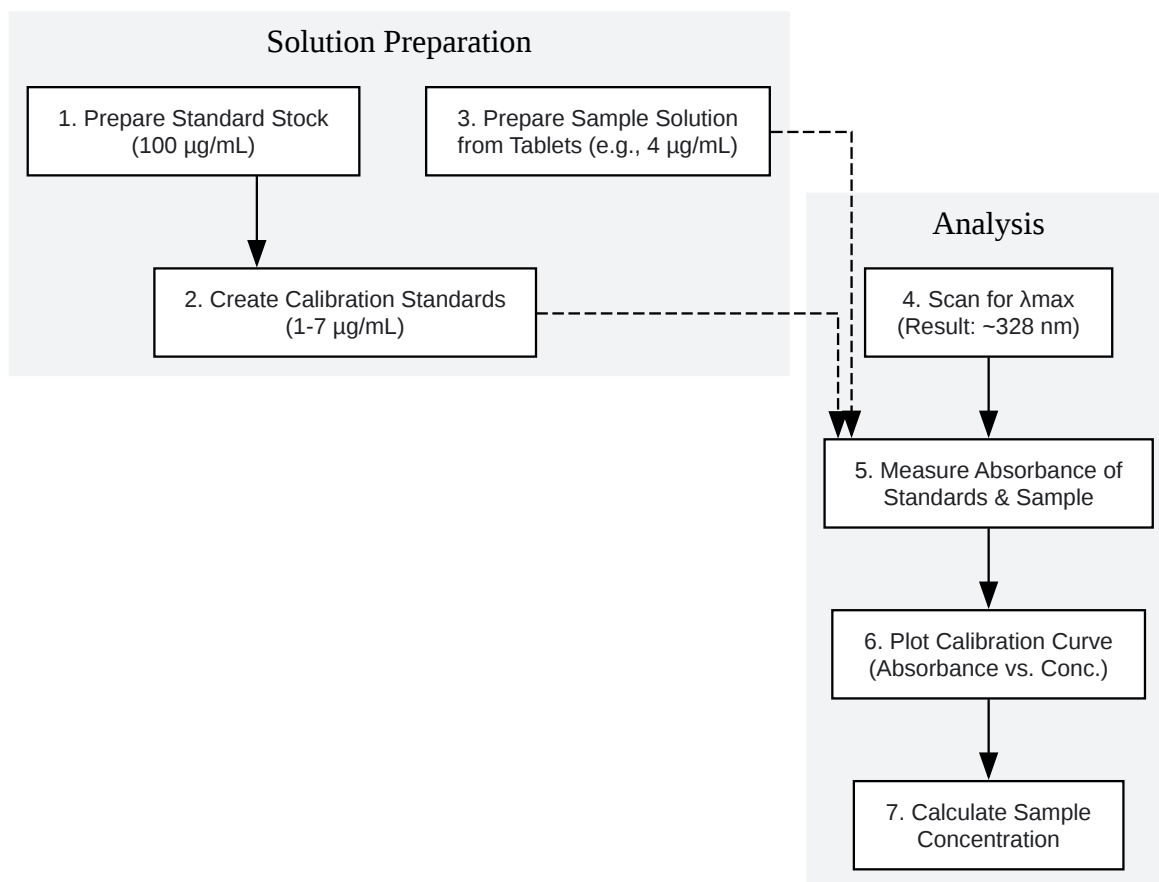 Solution Preparation
1. Prepare Standard Stock
(100 µg/mL)
3. Prepare Sample Solution
from Tablets (e.g., 4 µg/mL)
2. Create Calibration Standards
(1-7 µg/mL)
Analysis
4. Scan for λmax
(Result: ~328 nm)
5. Measure Absorbance of
Standards & Sample
6. Plot Calibration Curve
(Absorbance vs. Conc.)
7. Calculate Sample
Concentration